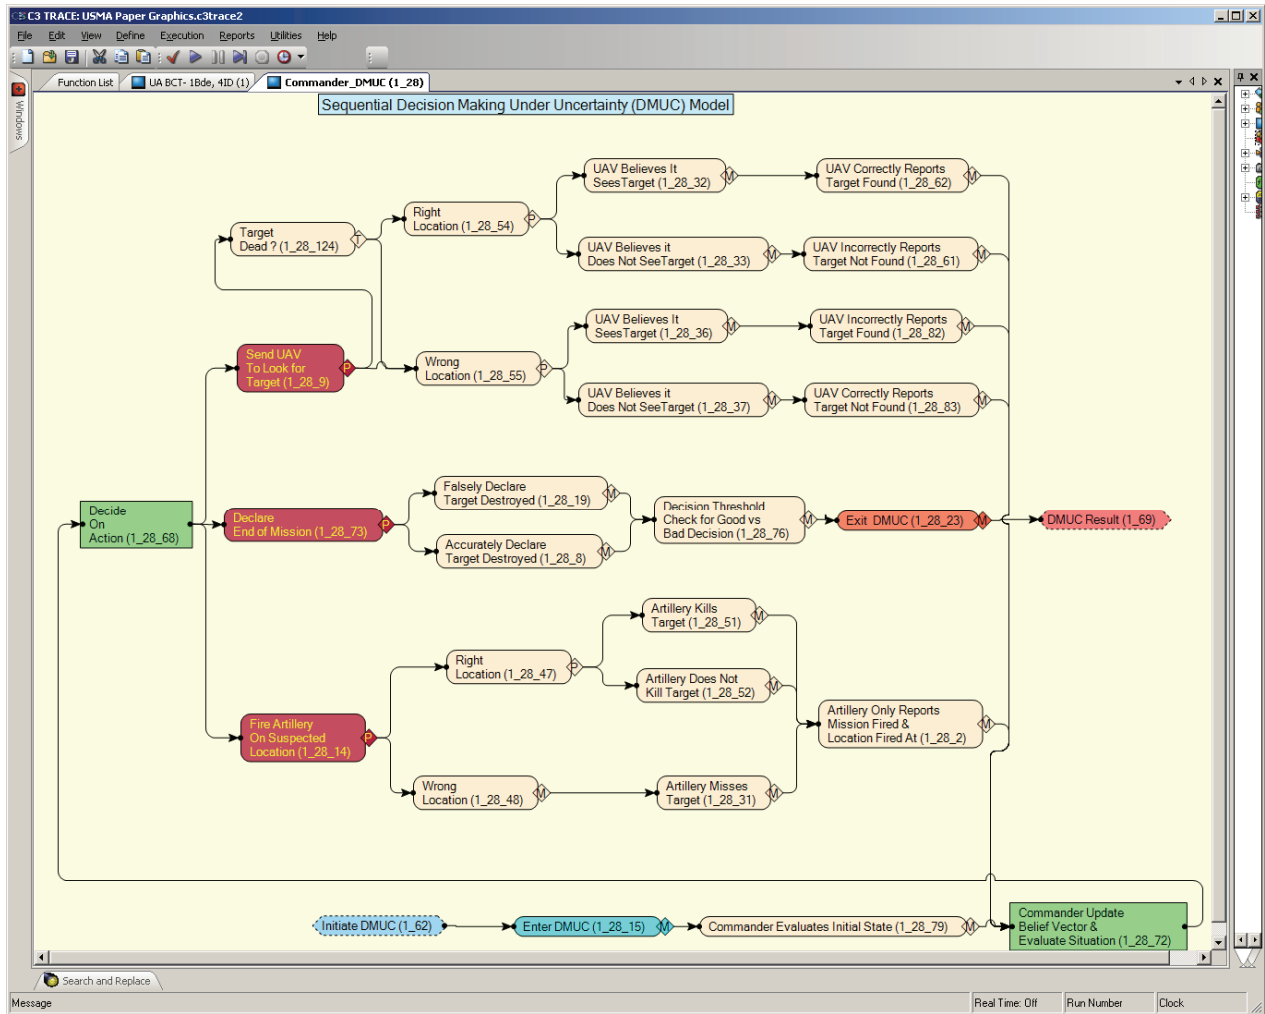 C3 TRACE: USMA Paper Graphics.c3trace2
File Edit View Define Execution Reports Utilities Help
Function List UA BCT- 1Bde, 4ID (1) Commander_DMUC (1_28)
Windows
Sequential Decision Making Under Uncertainty (DMUC) Model
UAV Believes It
SeesTarget (1_28_32)
M
UAV Correctly Reports
Target Found (1_28_62)
M
Right
Location (1_28_54)
P
Target
Dead ? (1_28_124)
T
UAV Believes it
Does Not SeeTarget (1_28_33)
M
UAV Incorrectly Reports
Target Not Found (1_28_61)
M
UAV Believes It
SeesTarget (1_28_36)
M
UAV Incorrectly Reports
Target Found (1_28_82)
M
Send UAV
To Look for
Target (1_28_9)
P
Wrong
Location (1_28_55)
P
UAV Believes it
Does Not SeeTarget (1_28_37)
M
UAV Correctly Reports
Target Not Found (1_28_83)
M
Decide
On
Action (1_28_68)
Declare
End of Mission (1_28_73)
P
Falsely Declare
Target Destroyed (1_28_19)
M
Accurately Declare
Target Destroyed (1_28_8)
M
Decision Threshold
Check for Good vs
Bad Decision (1_28_76)
M
Exit DMUC (1_28_23)
M
DMUC Result (1_69)
Artillery Kills
Target (1_28_51)
M
Right
Location (1_28_47)
P
Artillery Does Not
Kill Target (1_28_52)
M
Fire Artillery
On Suspected
Location (1_28_14)
P
Artillery Only Reports
Mission Fired &
Location Fired At (1_28_2)
M
Wrong
Location (1_28_48)
M
Artillery Misses
Target (1_28_31)
M
Initiate DMUC (1_62)
Enter DMUC (1_28_15)
M
Commander Evaluates Initial State (1_28_79)
M
Commander Update
Belief Vector &
Evaluate Situation (1_28_72)
Search and Replace
Message Real Time: Off Run Number Clock